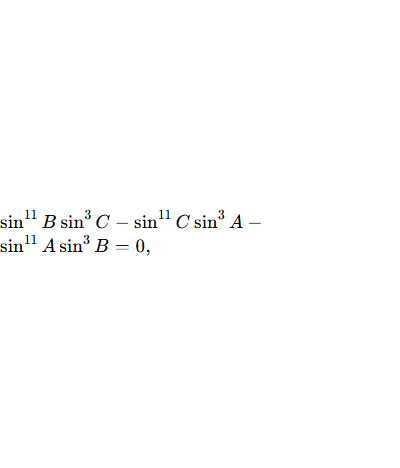 sin¹¹ B sin³ C − sin¹¹ C sin³ A −
sin¹¹ A sin³ B = 0,